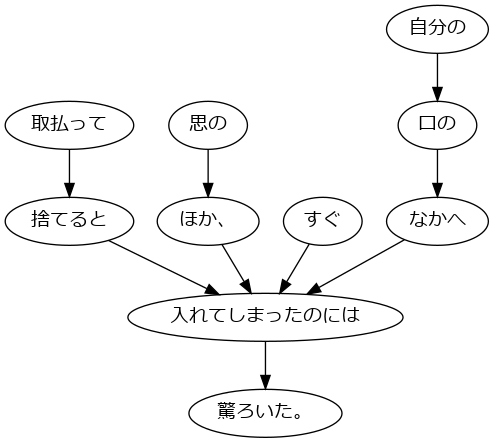 自分の
取払って
思の
口の
捨てると
ほか、
すぐ
なかへ
入れてしまったのには
驚ろいた。